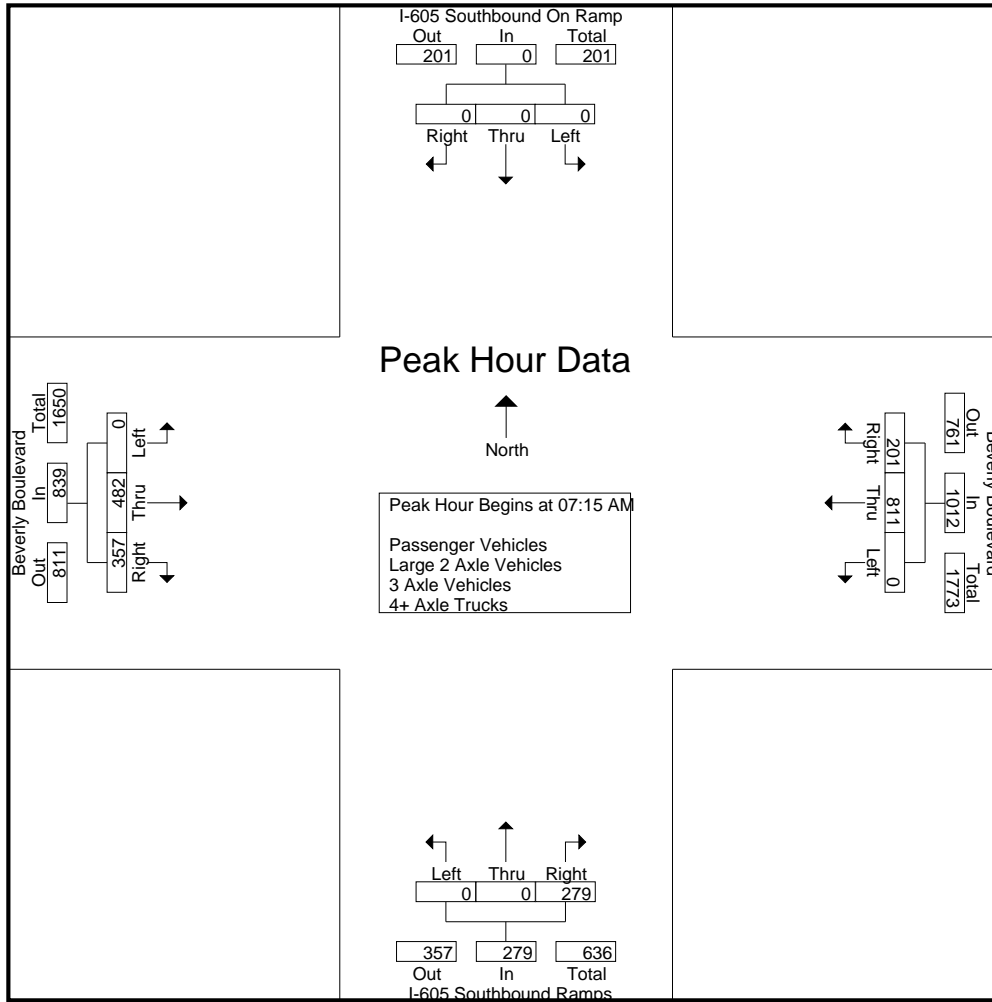 I-605 Southbound On Ramp
Out In Total
201 0 201
0 0 0
Right Thru Left
Peak Hour Data
North
Peak Hour Begins at 07:15 AM
Passenger Vehicles
Large 2 Axle Vehicles
3 Axle Vehicles
4+ Axle Trucks
Beverly Boulevard
Out In Total
811 839 1650
Right Thru Left
357 482 0
Beverly Boulevard
Out In Total
761 1012 1773
Right Thru Left
201 811 0
Left Thru Right
0 0 279
357 279 636
Out In Total
I-605 Southbound Ramps